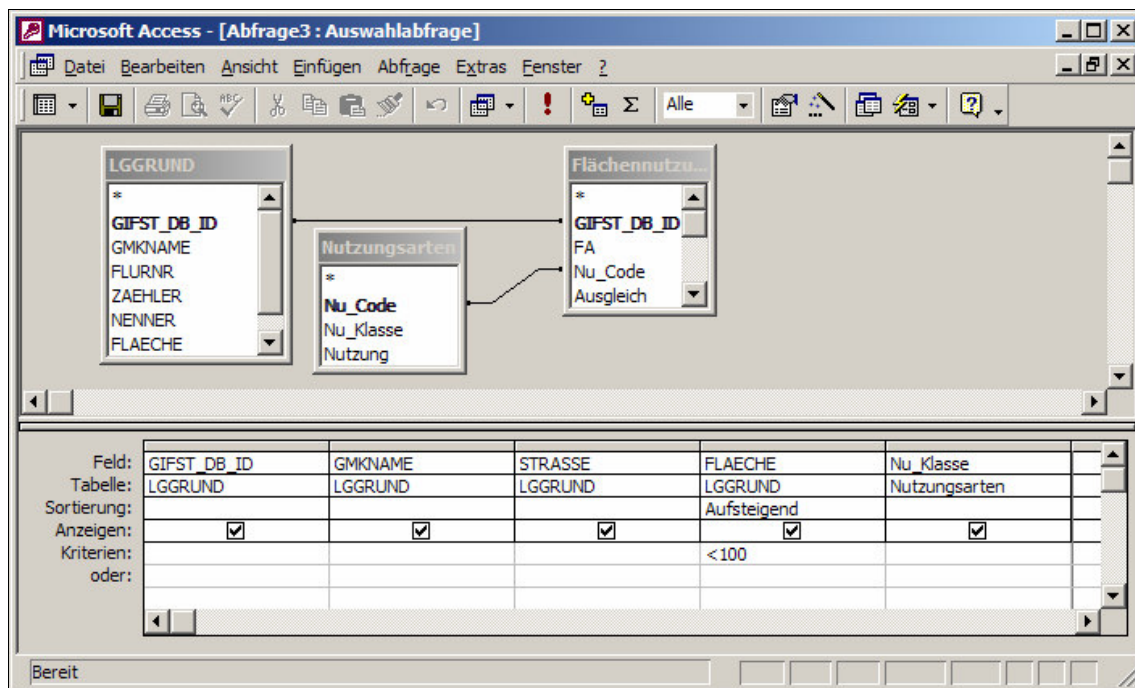 Microsoft Access - [Abfrage3 : Auswahlabfrage]
Datei Bearbeiten Ansicht Einfügen Abfrage Extras Fenster ?
ABC Σ Alle
LGGRUND
*
GIFST_DB_ID
GMKNAME
FLURNR
ZAEHLER
NENNER
FLAECHE
Nutzungsarten
*
Nu_Code
Nu_Klasse
Nutzung
Flächennutzu...
*
GIFST_DB_ID
FA
Nu_Code
Ausgleich
Feld: GIFST_DB_ID GMKNAME STRASSE FLAECHE Nu_Klasse
Tabelle: LGGRUND LGGRUND LGGRUND LGGRUND Nutzungsarten
Sortierung: Aufsteigend
Anzeigen:
Kriterien: <100
oder:
Bereit